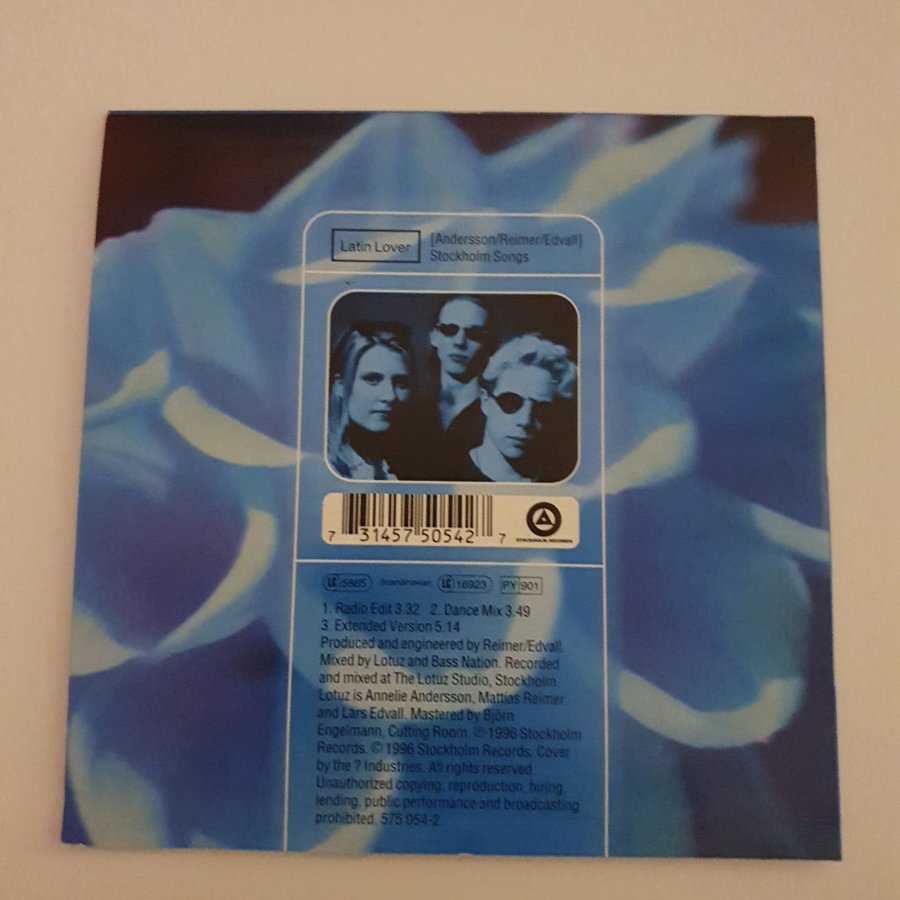 Latin Lover
[Andersson/Reimer/Edvall]
Stockholm Songs
7 31457 50542 7
STOCKHOLM RECORDS
LC 5865 Scandinavian LC 16923 PY 901
1. Radio Edit 3.32 2. Dance Mix 3.49
3. Extended Version 5.14
Produced and engineered by Reimer/Edvall.
Mixed by Lotuz and Bass Nation. Recorded
and mixed at The Lotuz Studio, Stockholm.
Lotuz is Annelie Andersson, Mattias Reimer
and Lars Edvall. Mastered by Björn
Engelmann, Cutting Room. ℗ 1996 Stockholm
Records. © 1996 Stockholm Records. Cover
by the ? Industries. All rights reserved.
Unauthorized copying, reproduction, hiring,
lending, public performance and broadcasting
prohibited. 575 054-2